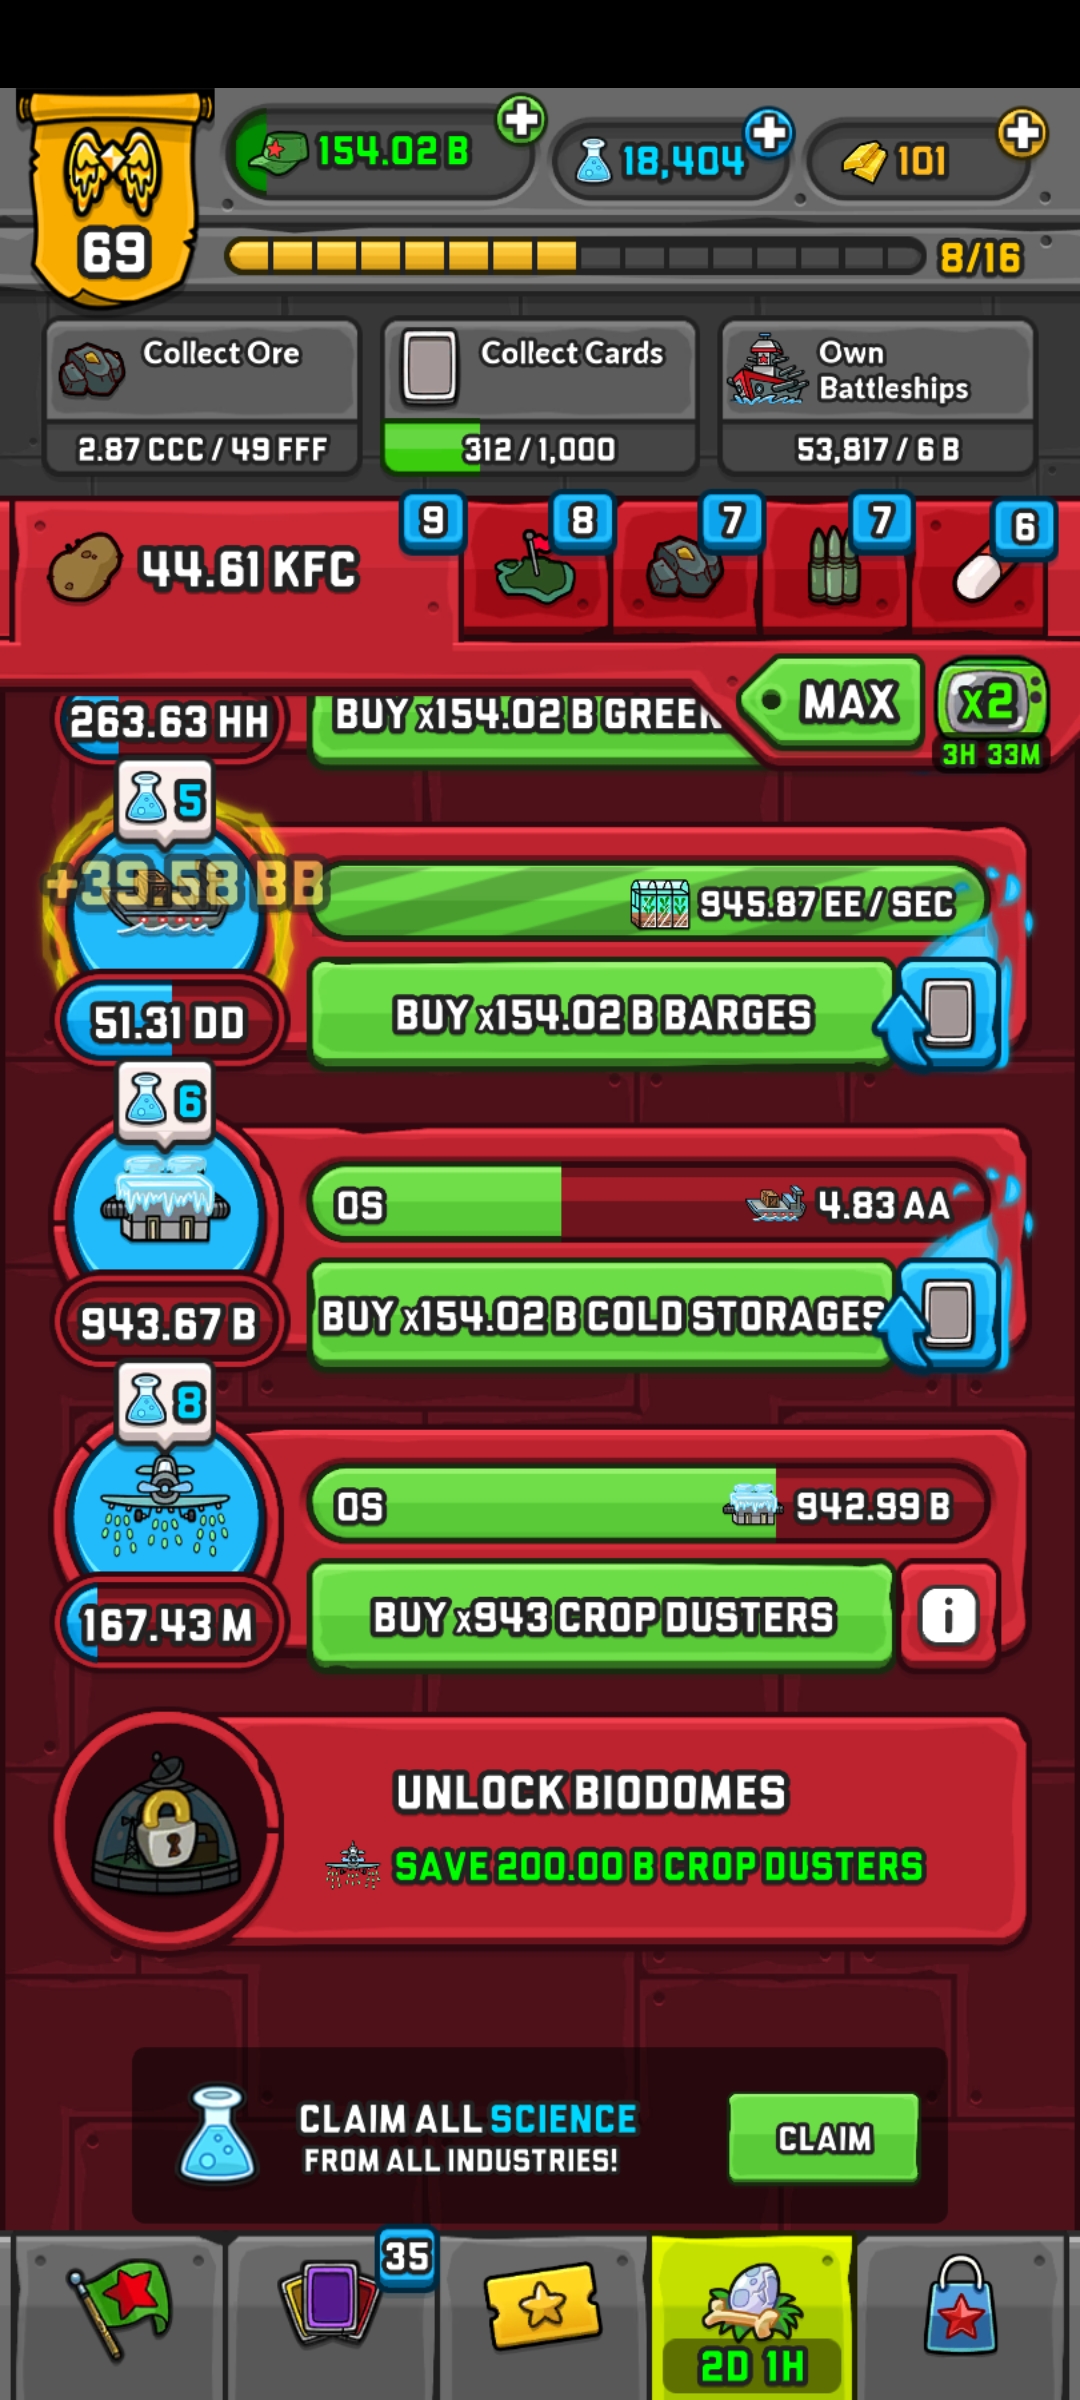 154.02 B
18,404
101
69
8/16
Collect Ore
2.87 CCC / 49 FFF
Collect Cards
312 / 1,000
Own
Battleships
53,817 / 6 B
44.61 KFC
9
8
7
7
6
MAX
x2
3H 33M
263.63 HH
BUY x154.02 B GREEN
5
+39.58 BB
945.87 EE / SEC
51.31 DD
BUY x154.02 B BARGES
6
OS
4.83 AA
943.67 B
BUY x154.02 B COLD STORAGES
8
OS
942.99 B
167.43 M
BUY x943 CROP DUSTERS
i
UNLOCK BIODOMES
SAVE 200.00 B CROP DUSTERS
CLAIM ALL SCIENCE
FROM ALL INDUSTRIES!
CLAIM
35
2D 1H